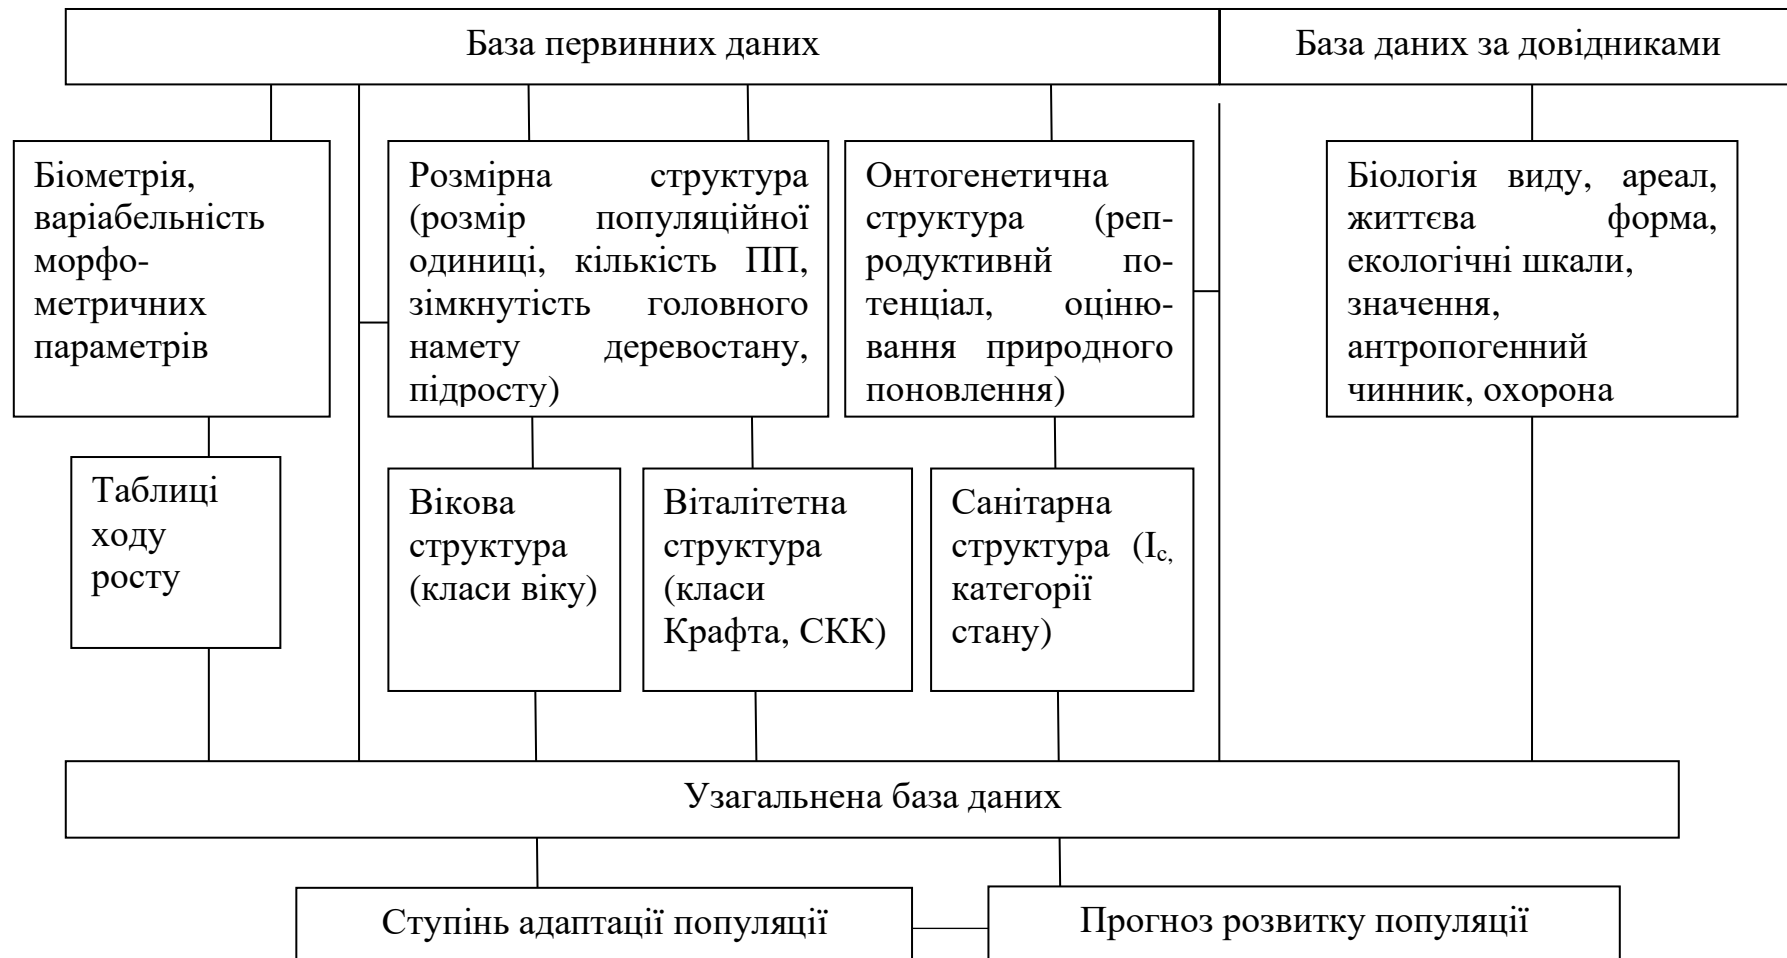 База первинних даних
База даних за довідниками
Біометрія,
варіабельність
морфо-
метричних
параметрів
Розмірна структура
(розмір популяційної
одиниці, кількість ПП,
зімкнутість головного
намету деревостану,
підросту)
Онтогенетична
структура (реп-
родуктивнй по-
тенціал, оціню-
вання природного
поновлення)
Біологія виду, ареал,
життєва форма,
екологічні шкали,
значення,
антропогенний
чинник, охорона
Таблиці
ходу
росту
Вікова
структура
(класи віку)
Віталітетна
структура
(класи
Крафта, СКК)
Санітарна
структура (Iс,
категорії
стану)
Узагальнена база даних
Ступінь адаптації популяції
Прогноз розвитку популяції